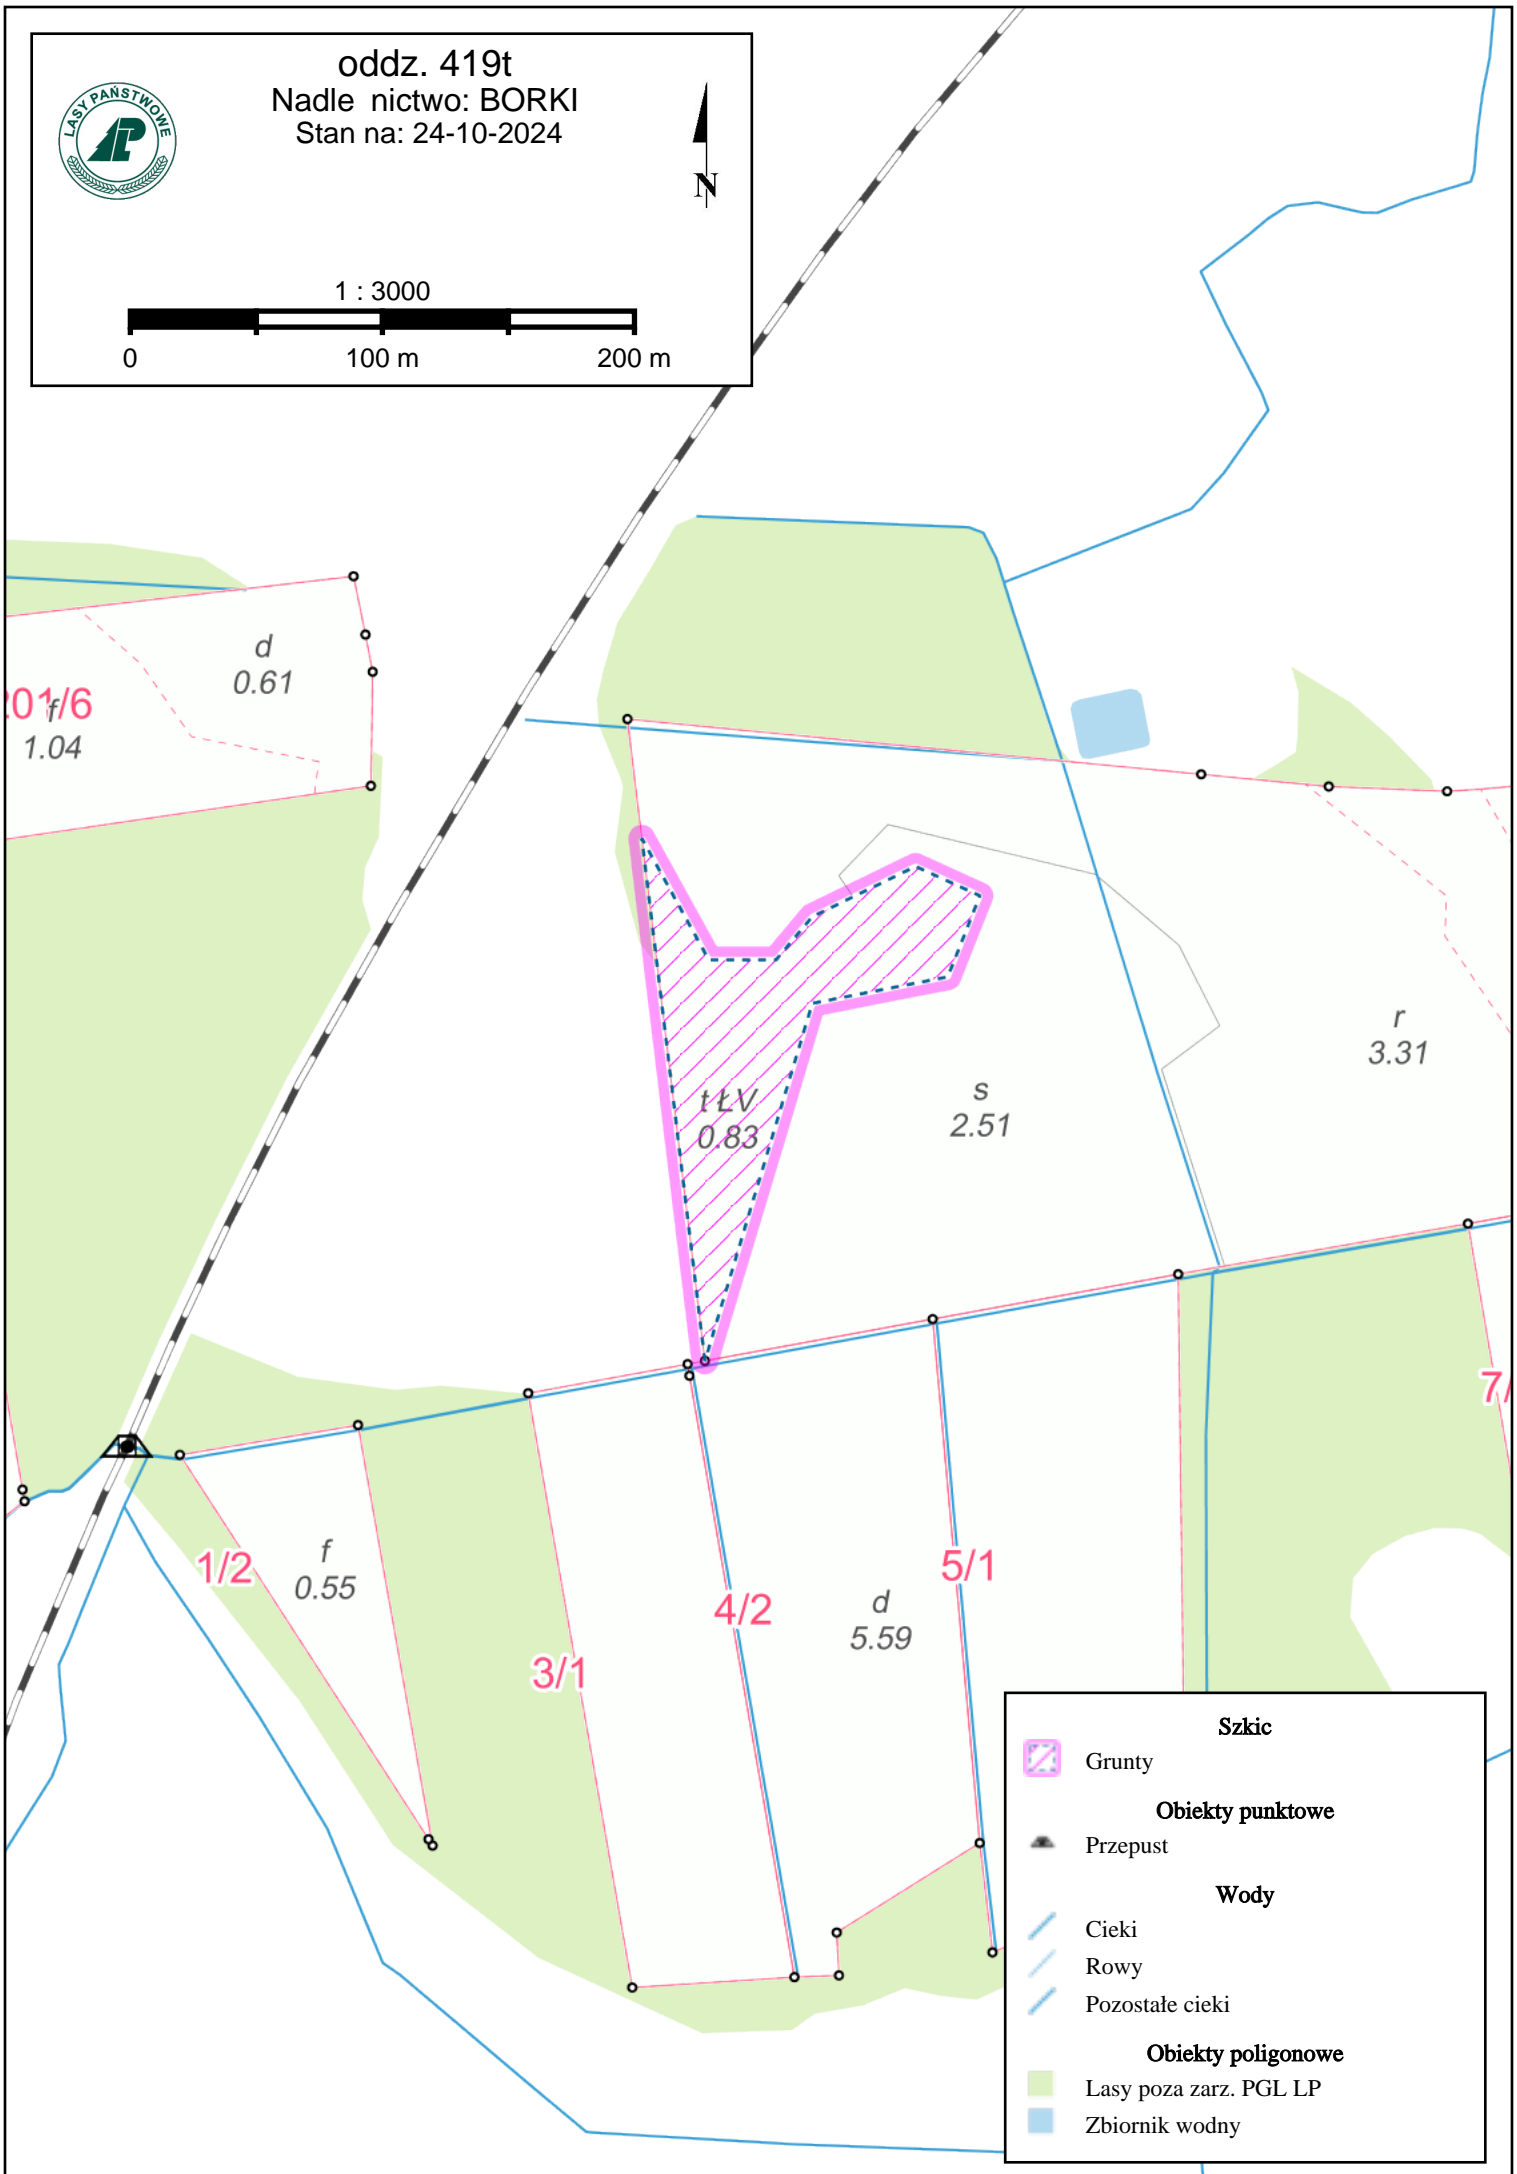 oddz. 419t
Nadle nictwo: BORKI
Stan na: 24-10-2024
LASY PAŃSTWOWE
N
1 : 3000
0 100 m 200 m
d
0.61
01/6
f
1.04
t ŁV
0.83
s
2.51
r
3.31
1/2
f
0.55
3/1
4/2
d
5.59
5/1
7/
Szkic
Grunty
Obiekty punktowe
Przepust
Wody
Cieki
Rowy
Pozostałe cieki
Obiekty poligonowe
Lasy poza zarz. PGL LP
Zbiornik wodny